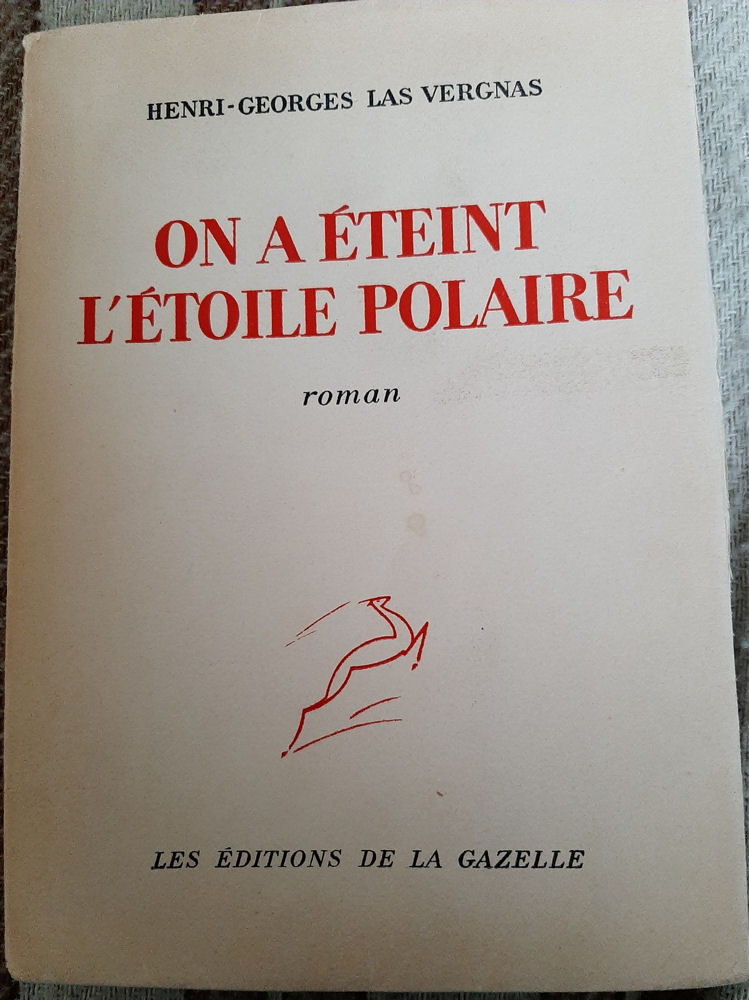 HENRI-GEORGES LAS VERGNAS
ON A ÉTEINT
L'ÉTOILE POLAIRE
roman
LES ÉDITIONS DE LA GAZELLE